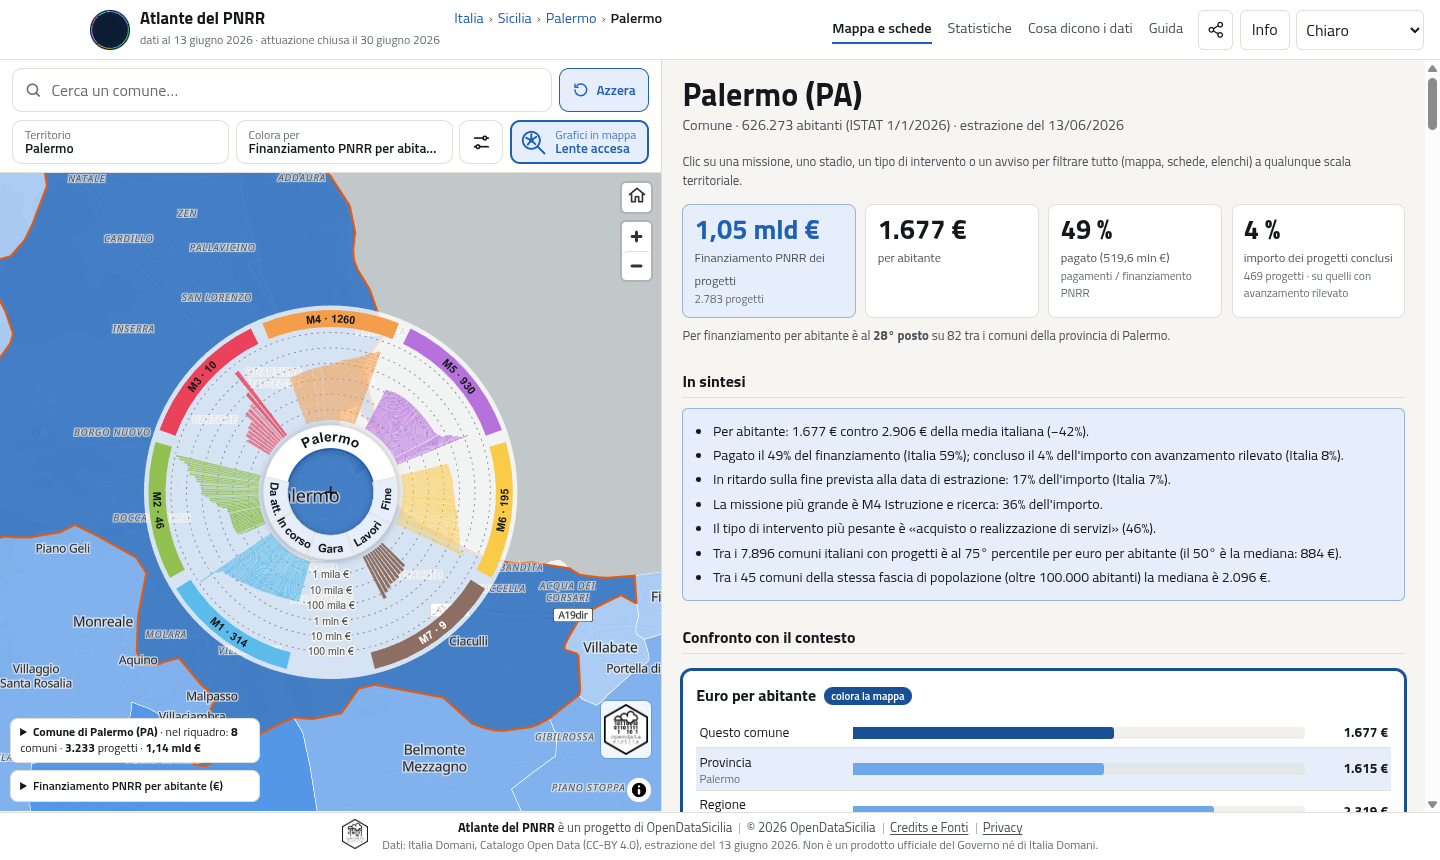 Atlante del PNRR
dati al 13 giugno 2026 · attuazione chiusa il 30 giugno 2026
Italia › Sicilia › Palermo › Palermo
Mappa e schede
Statistiche
Cosa dicono i dati
Guida
Info
Chiaro
Cerca un comune...
Azzera
Territorio
Palermo
Colora per
Finanziamento PNRR per abita...
Grafici in mappa
Lente accesa
NATALE
ADDAURA
ZEN
CARDILLO
PALLAVICINO
SAN LORENZO
INSERRA
BORGO NUOVO
M4 · 1260
M3 · 10
M5 · 930
M2 · 46
M6 · 195
M1 · 314
M7 · 9
Palermo
Da att.
In corso
Gara
Lavori
Fine
1 mila €
10 mila €
100 mila €
1 mln €
10 mln €
100 mln €
Piano Geli
Monreale
MOLARA
Aquino
Villaggio
Santa Rosalia
Malpasso
Villaciambra
BANDITA
ACQUA DEI
CORSARI
A19dir
Ciaculli
Villabate
Portella di
GIBILROSSA
Belmonte
Mezzagno
PIANO STOPPA
▶ Comune di Palermo (PA) · nel riquadro: 8
comuni · 3.233 progetti · 1,14 mld €
▶ Finanziamento PNRR per abitante (€)
Palermo (PA)
Comune · 626.273 abitanti (ISTAT 1/1/2026) · estrazione del 13/06/2026
Clic su una missione, uno stadio, un tipo di intervento o un avviso per filtrare tutto (mappa, schede, elenchi) a qualunque scala
territoriale.
1,05 mld €
Finanziamento PNRR dei
progetti
2.783 progetti
1.677 €
per abitante
49 %
pagato (519,6 mln €)
pagamenti / finanziamento
PNRR
4 %
importo dei progetti conclusi
469 progetti · su quelli con
avanzamento rilevato
Per finanziamento per abitante è al 28° posto su 82 tra i comuni della provincia di Palermo.
In sintesi
• Per abitante: 1.677 € contro 2.906 € della media italiana (−42%).
• Pagato il 49% del finanziamento (Italia 59%); concluso il 4% dell'importo con avanzamento rilevato (Italia 8%).
• In ritardo sulla fine prevista alla data di estrazione: 17% dell'importo (Italia 7%).
• La missione più grande è M4 Istruzione e ricerca: 36% dell'importo.
• Il tipo di intervento più pesante è «acquisto o realizzazione di servizi» (46%).
• Tra i 7.896 comuni italiani con progetti è al 75° percentile per euro per abitante (il 50° è la mediana: 884 €).
• Tra i 45 comuni della stessa fascia di popolazione (oltre 100.000 abitanti) la mediana è 2.096 €.
Confronto con il contesto
Euro per abitante
colora la mappa
Questo comune
1.677 €
Provincia
Palermo
1.615 €
Regione
2.319 €
Atlante del PNRR è un progetto di OpenDataSicilia | © 2026 OpenDataSicilia | Credits e Fonti | Privacy
Dati: Italia Domani, Catalogo Open Data (CC-BY 4.0), estrazione del 13 giugno 2026. Non è un prodotto ufficiale del Governo né di Italia Domani.